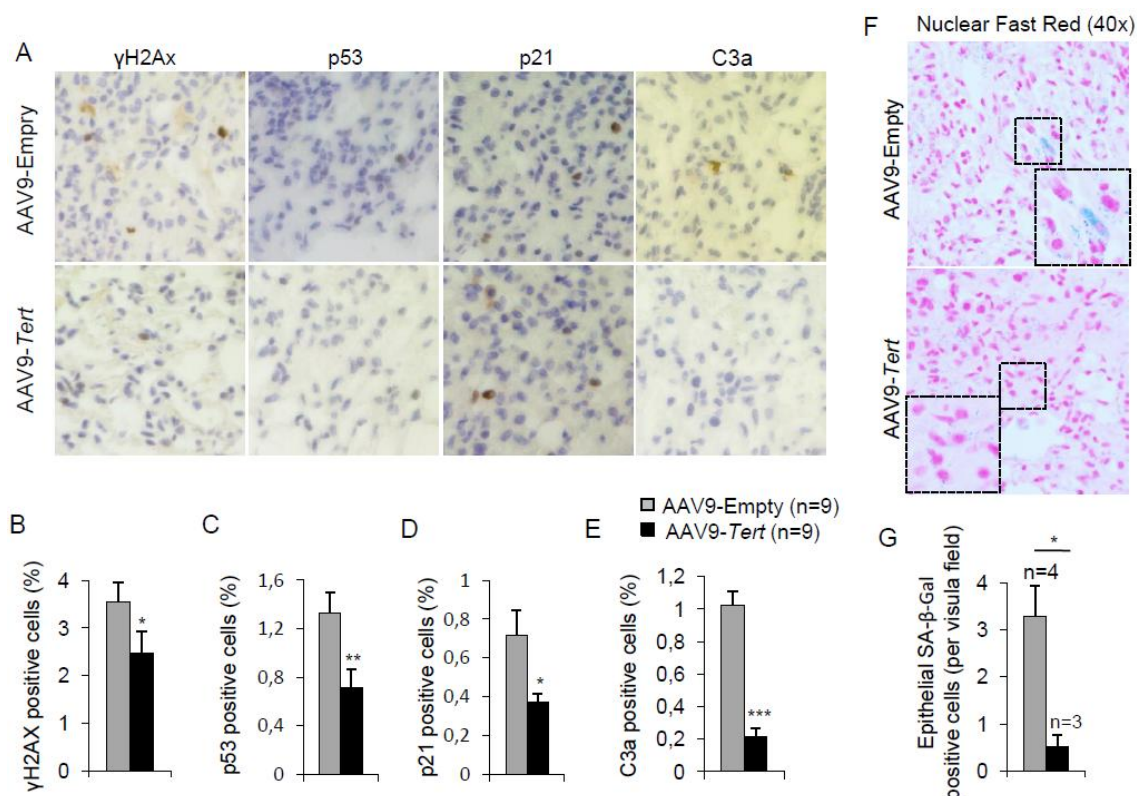 A
γH2Ax
p53
p21
C3a
AAV9-Empry
AAV9-Tert
F
Nuclear Fast Red (40x)
AAV9-Empty
AAV9-Tert
AAV9-Empty (n=9)
AAV9-Tert (n=9)
B
γH2AX positive cells (%)
4
3
2
1
0
*
C
p53 positive cells (%)
1,6
1,2
0,8
0,4
0
**
D
p21 positive cells (%)
1
0,8
0,6
0,4
0,2
0
*
E
C3a positive cells (%)
1,2
1
0,8
0,6
0,4
0,2
0
***
G
Epithelial SA-β-Gal
positive cells (per visula field)
4
3
2
1
0
*
n=4
n=3